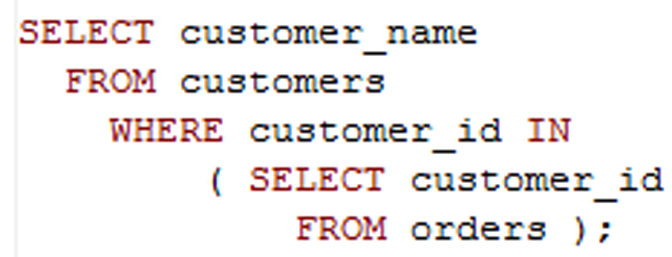 SELECT customer_name
FROM customers
WHERE customer_id IN
( SELECT customer_id
FROM orders );